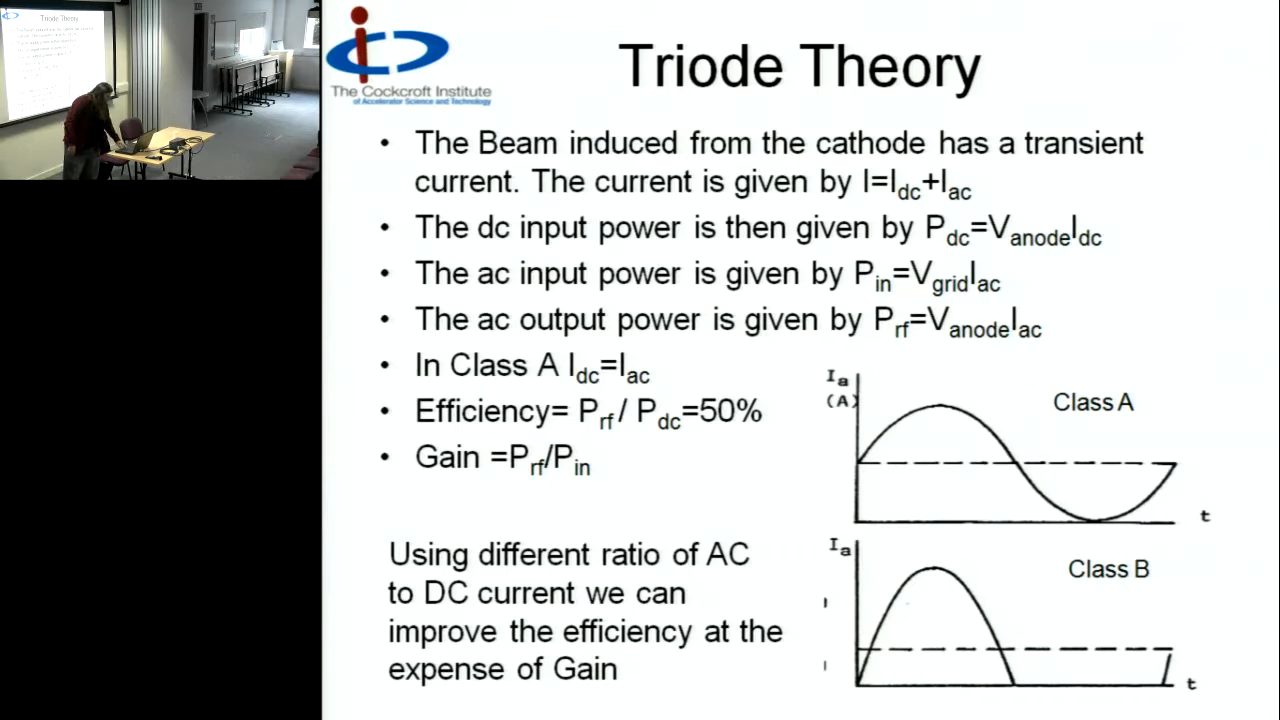 Triode Theory
The Cockcroft Institute
of Accelerator Science and Technology
Triode Theory
• The Beam induced from the cathode has a transient
current. The current is given by I=Idc+Iac
• The dc input power is then given by Pdc=VanodeIdc
• The ac input power is given by Pin=VgridIac
• The ac output power is given by Prf=VanodeIac
• In Class A Idc=Iac
• Efficiency= Prf/ Pdc=50%
• Gain =Prf/Pin
Ia
(A)
Class A
t
Using different ratio of AC
to DC current we can
improve the efficiency at the
expense of Gain
Ia
Class B
t